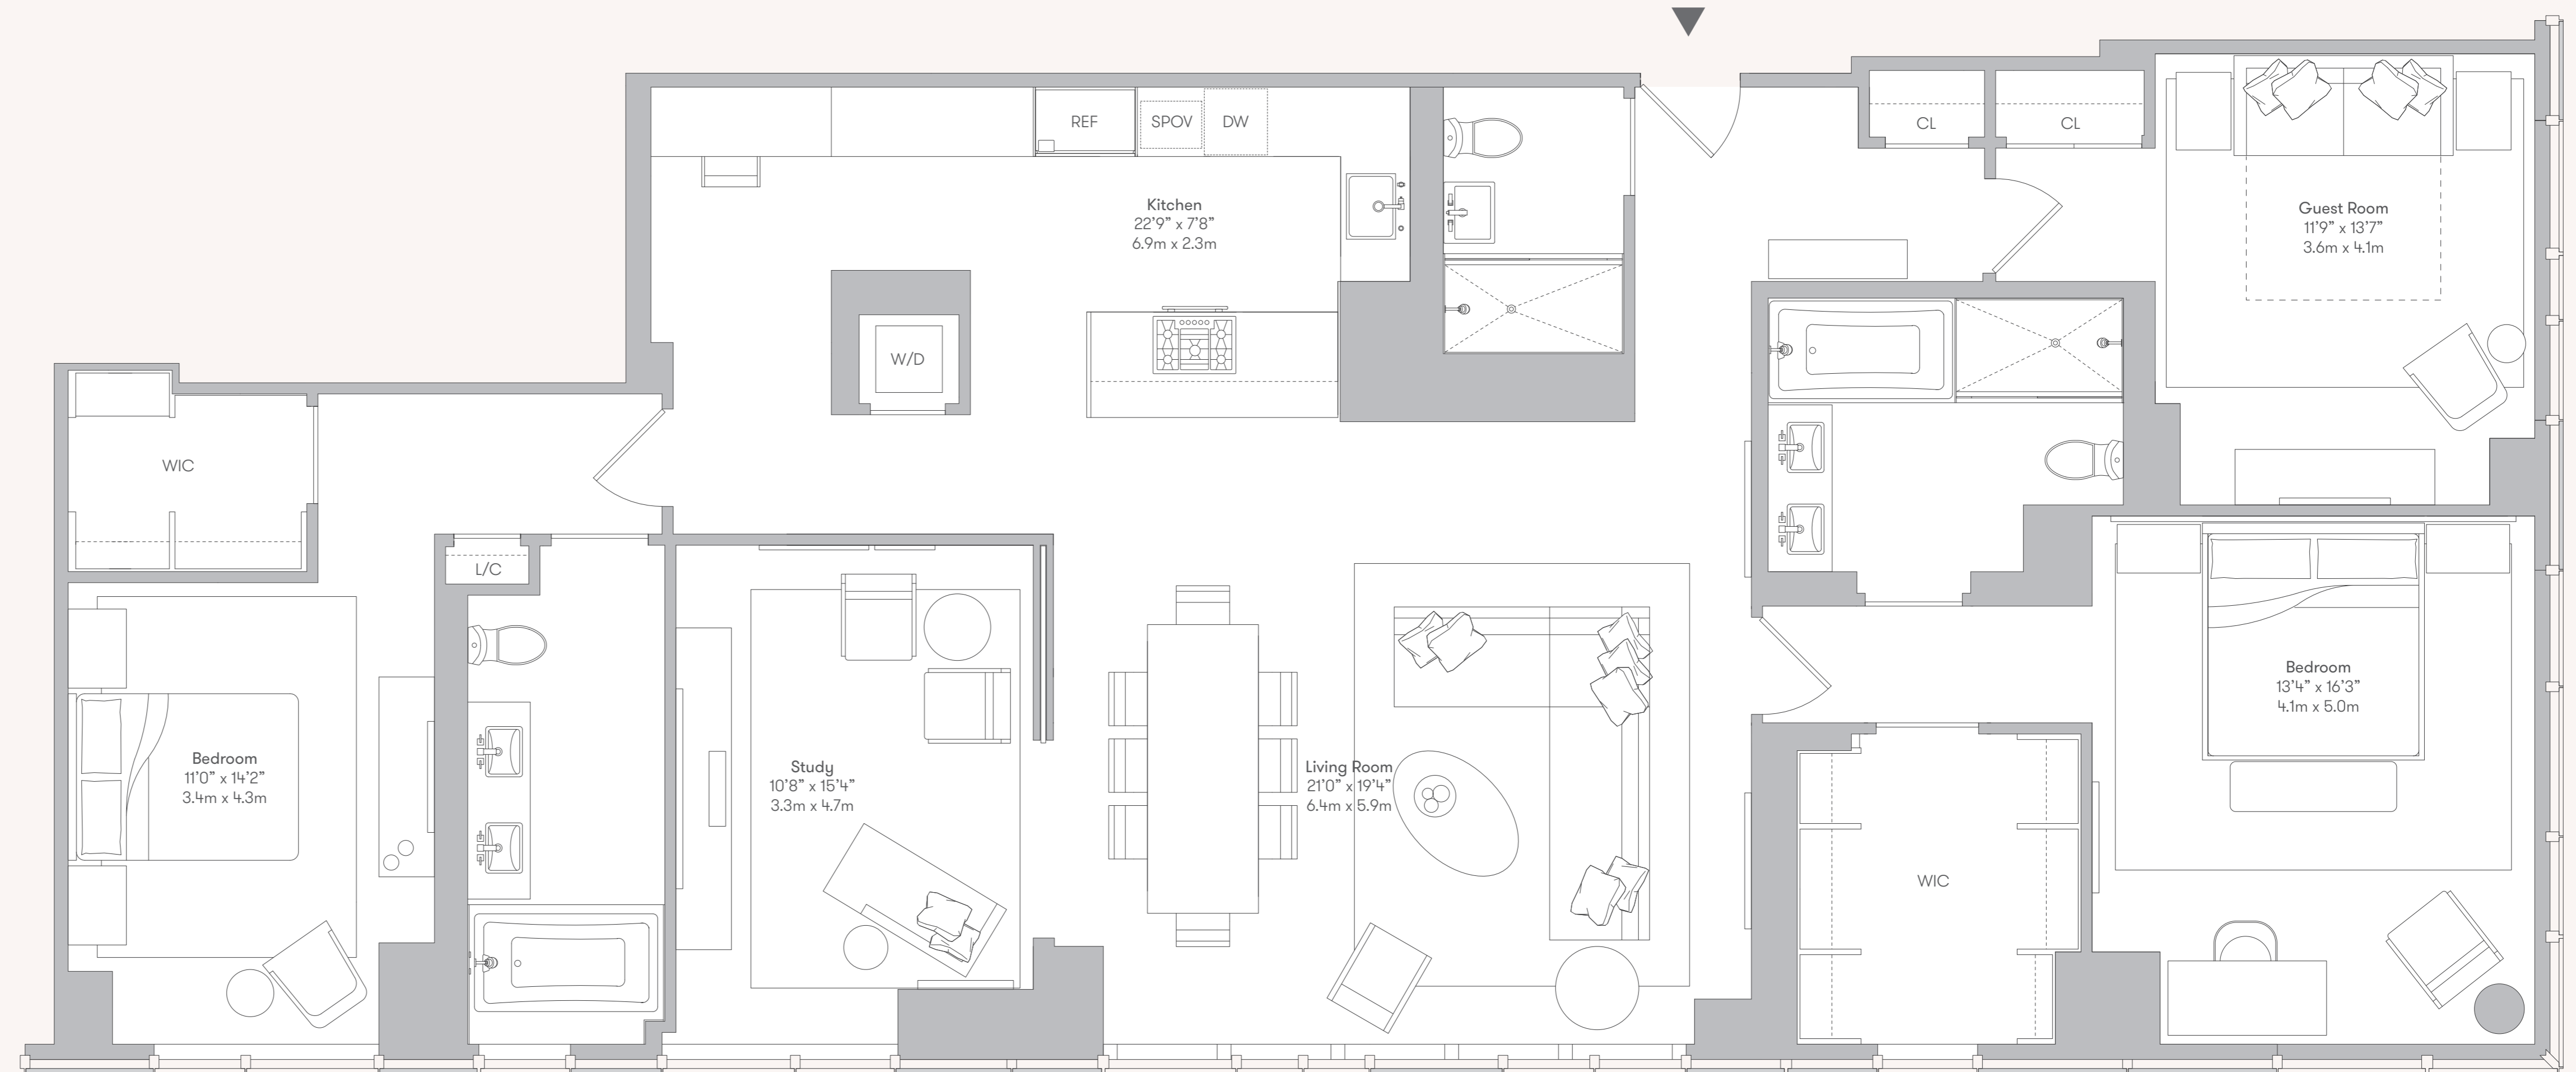 REF
SPOV
DW
CL
CL
Kitchen
22’9” x 7’8”
6.9m x 2.3m
Guest Room
11’9” x 13’7”
3.6m x 4.1m
W/D
WIC
L/C
Bedroom
11’0” x 14’2”
3.4m x 4.3m
Study
10’8” x 15’4”
3.3m x 4.7m
Living Room
21’0” x 19’4”
6.4m x 5.9m
Bedroom
13’4” x 16’3”
4.1m x 5.0m
WIC